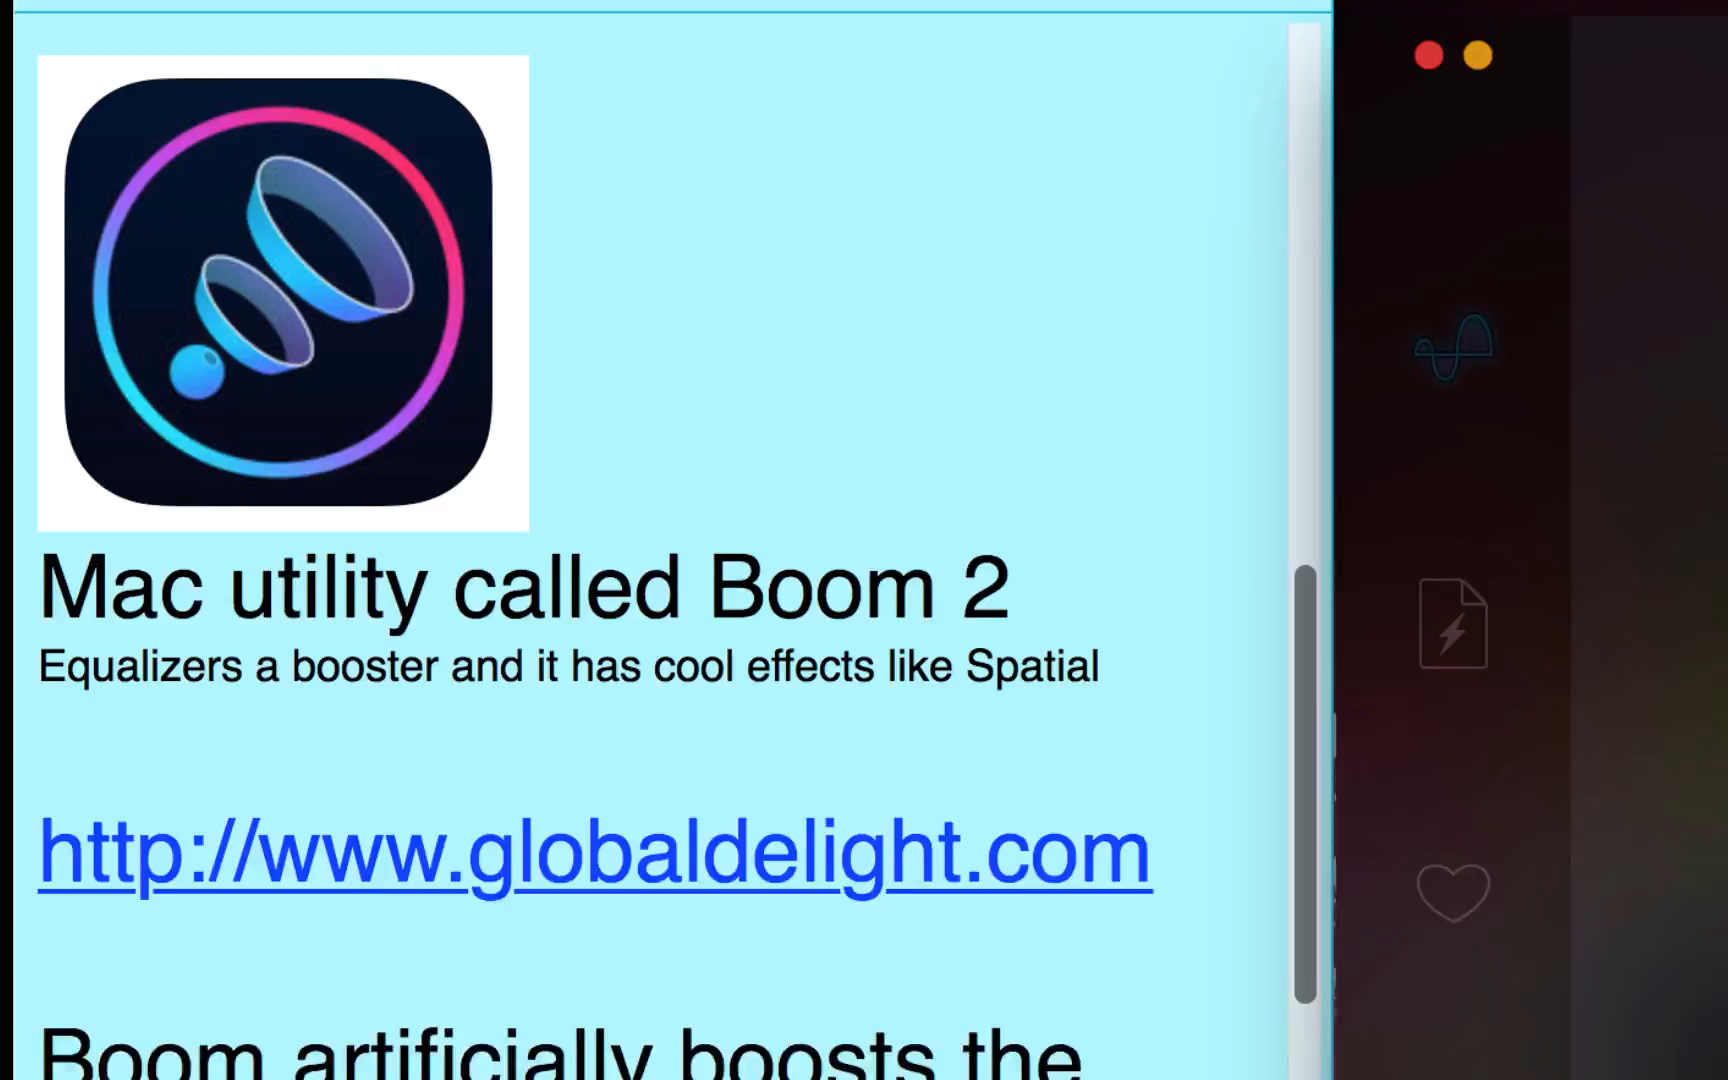 Mac utility called Boom 2
Equalizers a booster and it has cool effects like Spatial
http://www.globaldelight.com
Boom artificially boosts the